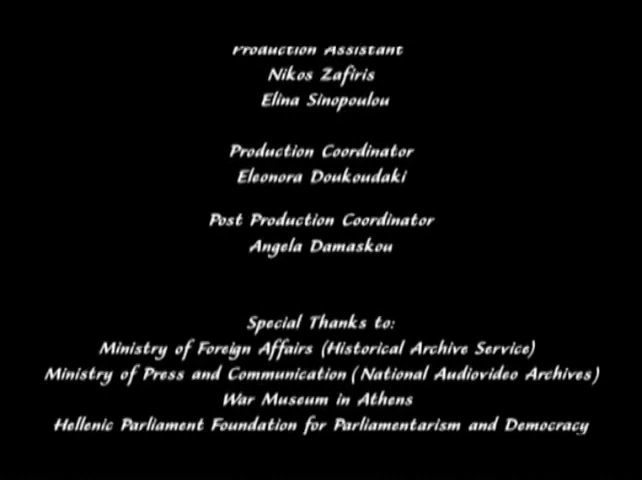 Production Assistant
Nikos Zafiris
Elina Sinopoulou
Production Coordinator
Eleonora Doukoudaki
Post Production Coordinator
Angela Damaskou
Special Thanks to:
Ministry of Foreign Affairs (Historical Archive Service)
Ministry of Press and Communication (National Audiovideo Archives)
War Museum in Athens
Hellenic Parliament Foundation for Parliamentarism and Democracy